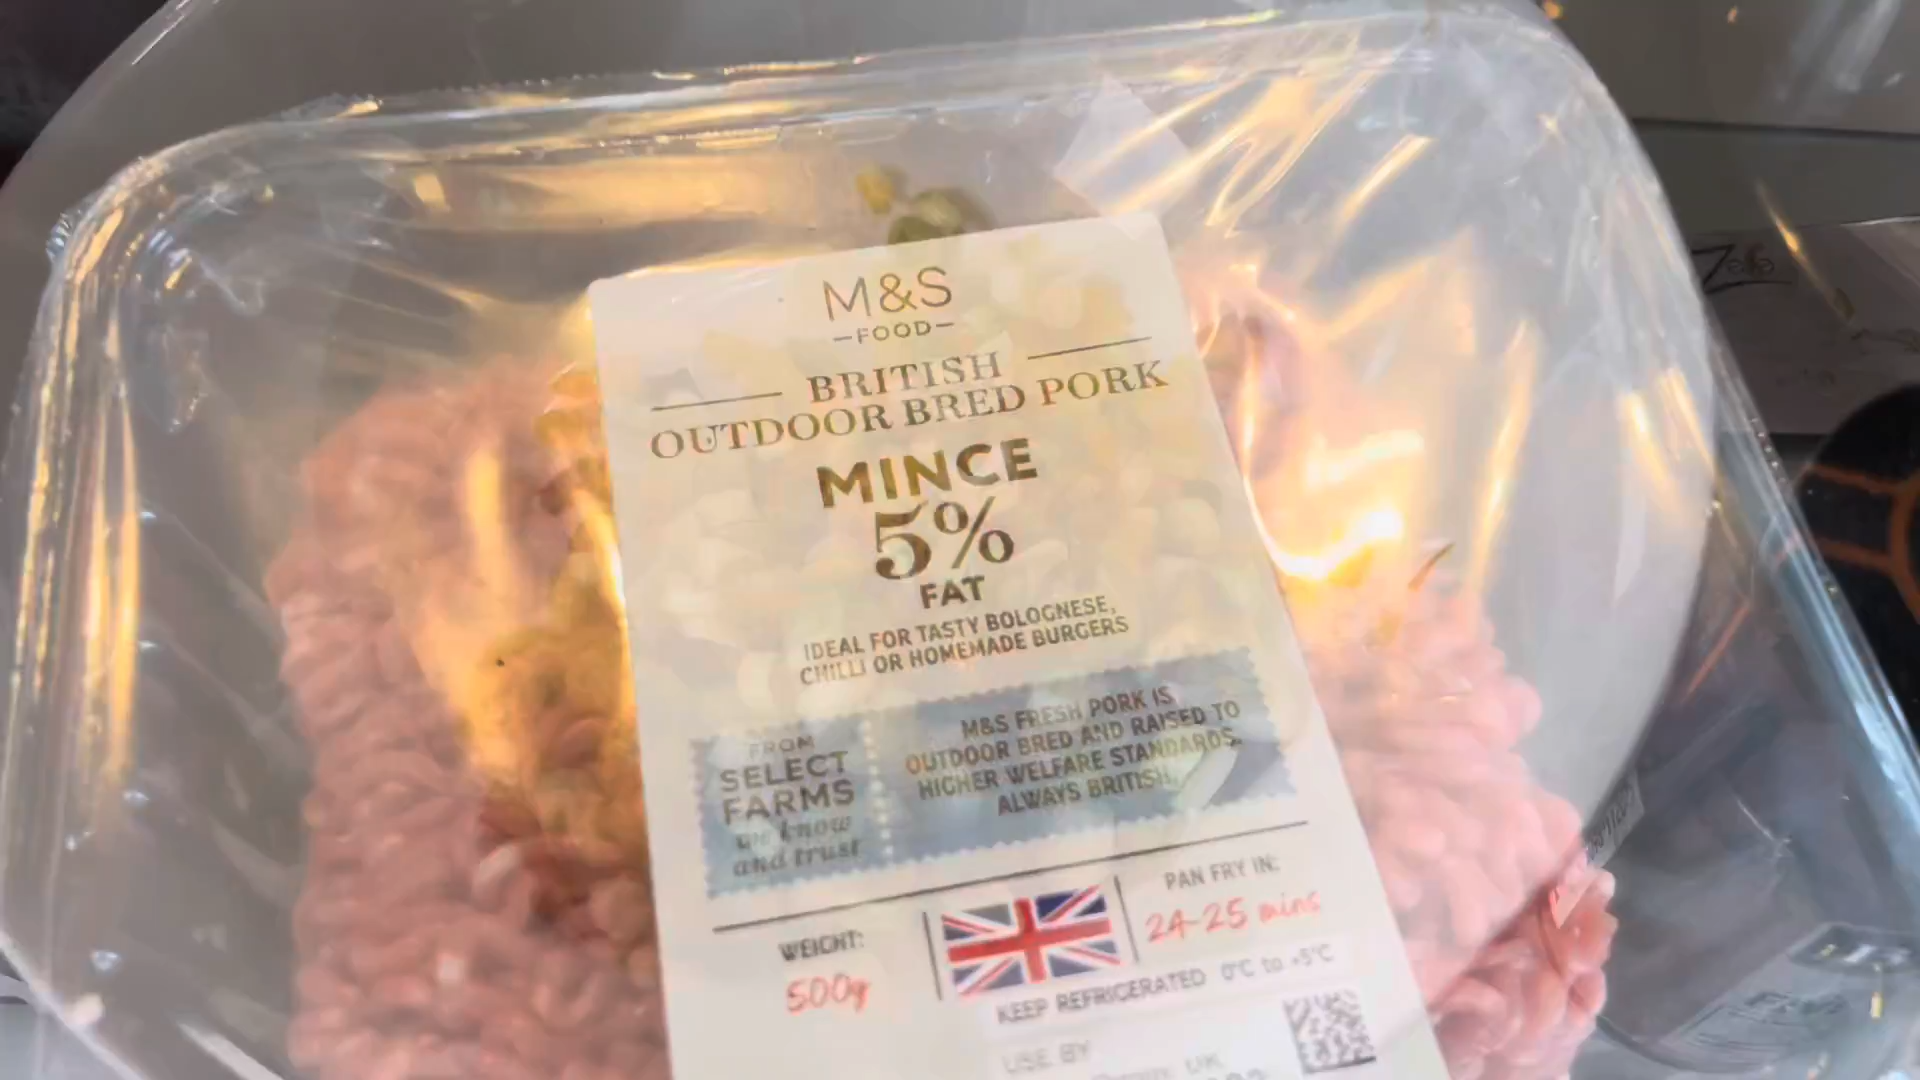 M&S
FOOD
BRITISH
OUTDOOR BRED PORK
MINCE
5%
FAT
IDEAL FOR TASTY BOLOGNESE,
CHILLI OR HOMEMADE BURGERS
FROM
SELECT
FARMS
we know
and trust
M&S FRESH PORK IS
OUTDOOR BRED AND RAISED TO
HIGHER WELFARE STANDARDS.
ALWAYS BRITISH.
WEIGHT:
500g
PAN FRY IN:
24-25 mins
KEEP REFRIGERATED 0°C to +5°C
USE BY
UK